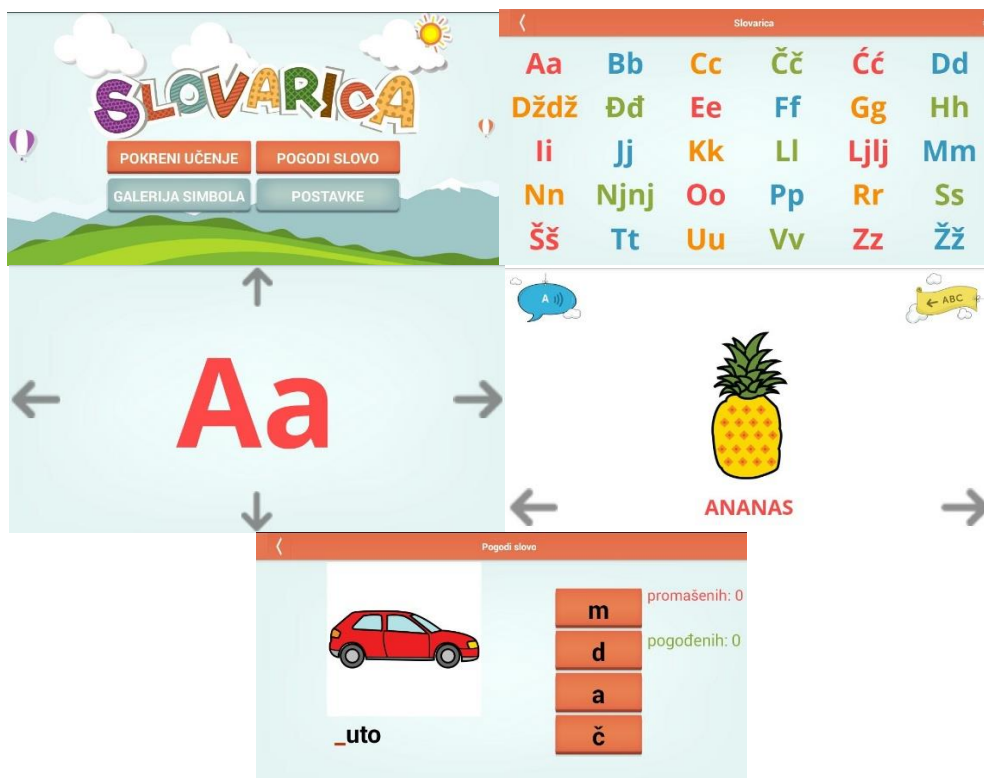 SLOVARICA
POKRENI UČENJE POGODI SLOVO
GALERIJA SIMBOLA POSTAVKE
Slovarica
Aa Bb Cc Čč Ćć Dd
Dždž Đđ Ee Ff Gg Hh
Ii Jj Kk Ll Ljlj Mm
Nn Njnj Oo Pp Rr Ss
Šš Tt Uu Vv Zz Žž
Aa
A
ABC
ANANAS
Pogodi slovo
m
promašenih: 0
d
pogođenih: 0
a
č
_uto